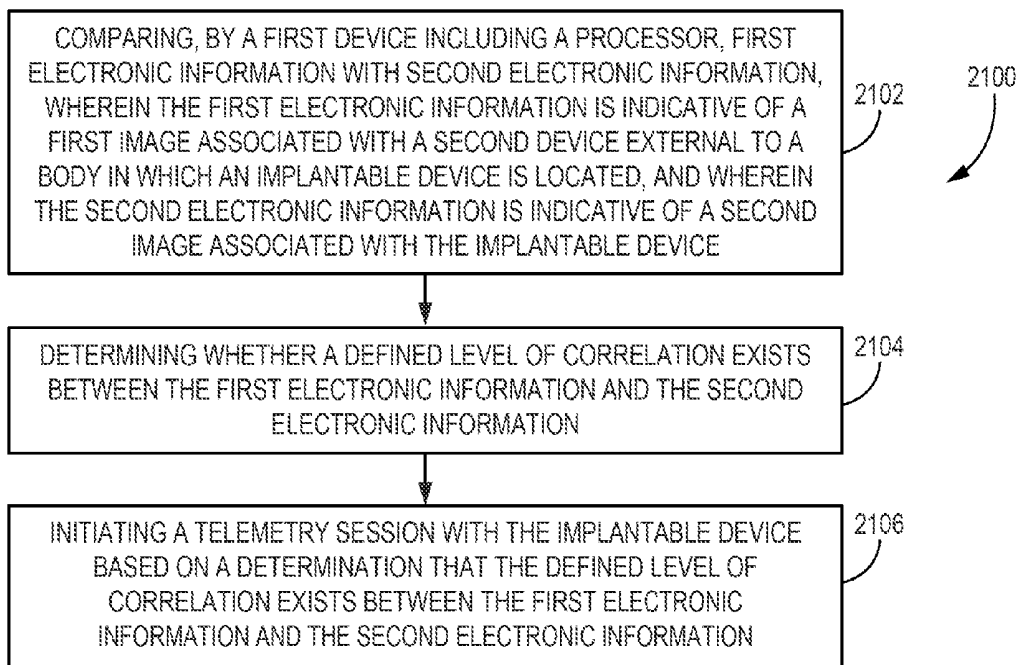 COMPARING, BY A FIRST DEVICE INCLUDING A PROCESSOR, FIRST
ELECTRONIC INFORMATION WITH SECOND ELECTRONIC INFORMATION,
WHEREIN THE FIRST ELECTRONIC INFORMATION IS INDICATIVE OF A
FIRST IMAGE ASSOCIATED WITH A SECOND DEVICE EXTERNAL TO A
BODY IN WHICH AN IMPLANTABLE DEVICE IS LOCATED, AND WHEREIN
THE SECOND ELECTRONIC INFORMATION IS INDICATIVE OF A SECOND
IMAGE ASSOCIATED WITH THE IMPLANTABLE DEVICE
2102
2100
DETERMINING WHETHER A DEFINED LEVEL OF CORRELATION EXISTS
BETWEEN THE FIRST ELECTRONIC INFORMATION AND THE SECOND
ELECTRONIC INFORMATION
2104
INITIATING A TELEMETRY SESSION WITH THE IMPLANTABLE DEVICE
BASED ON A DETERMINATION THAT THE DEFINED LEVEL OF
CORRELATION EXISTS BETWEEN THE FIRST ELECTRONIC
INFORMATION AND THE SECOND ELECTRONIC INFORMATION
2106